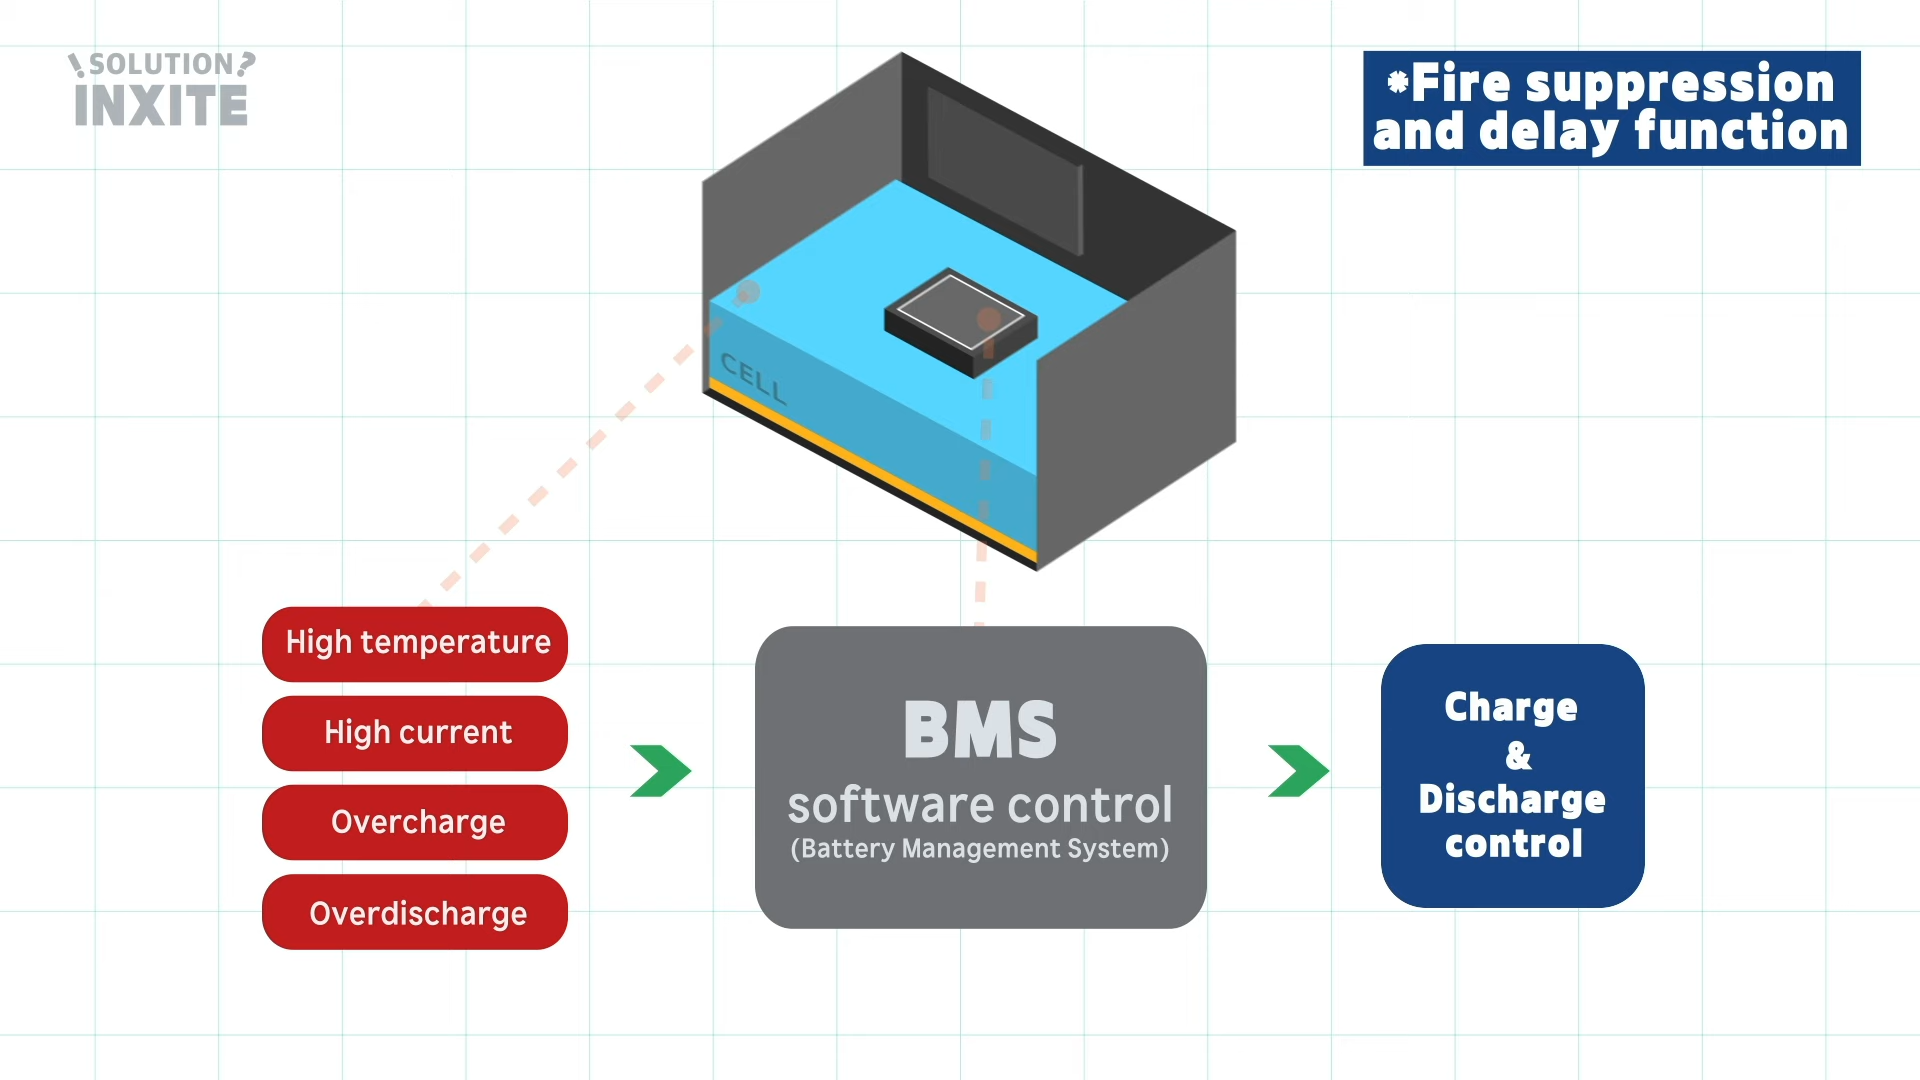 SOLUTION
INXITE
*Fire suppression
and delay function
CELL
High temperature
High current
Overcharge
Overdischarge
BMS
software control
(Battery Management System)
Charge
&
Discharge
control